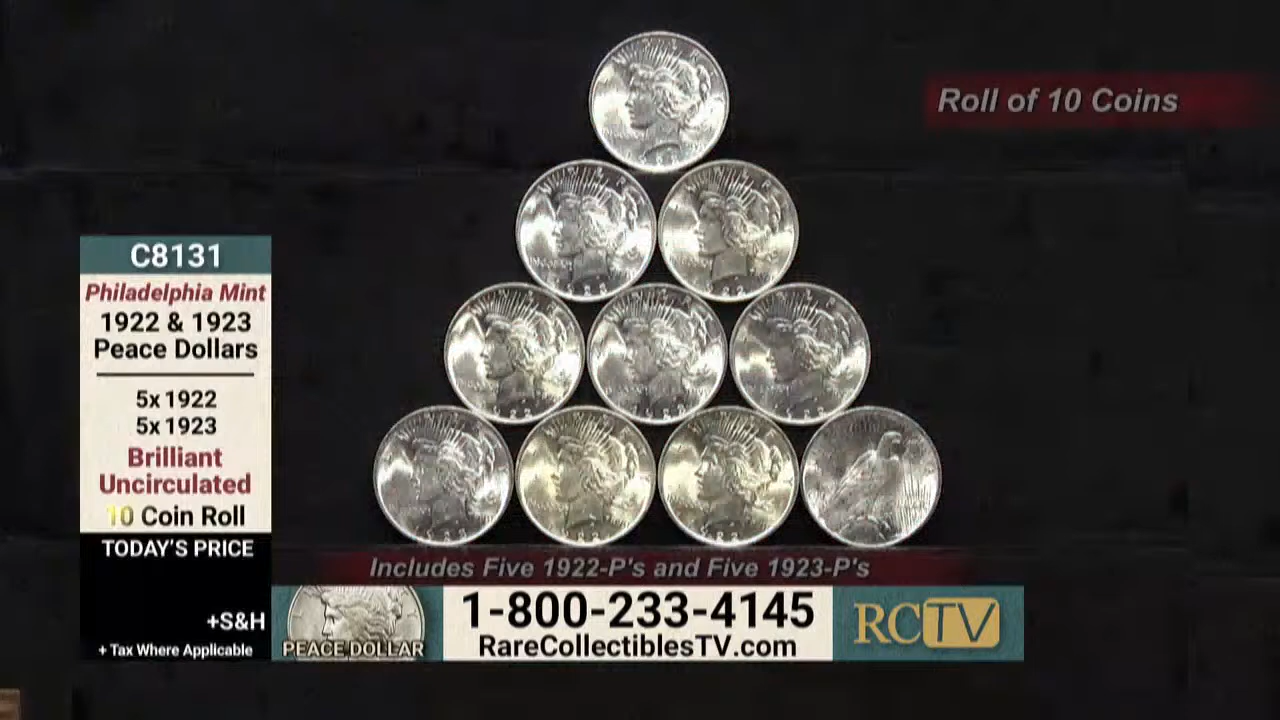 Roll of 10 Coins
C8131
Philadelphia Mint
1922 & 1923
Peace Dollars
5x 1922
5x 1923
Brilliant
Uncirculated
10 Coin Roll
TODAY'S PRICE
+S&H
+ Tax Where Applicable
Includes Five 1922-P's and Five 1923-P's
PEACE DOLLAR
1-800-233-4145
RareCollectiblesTV.com
RCTV